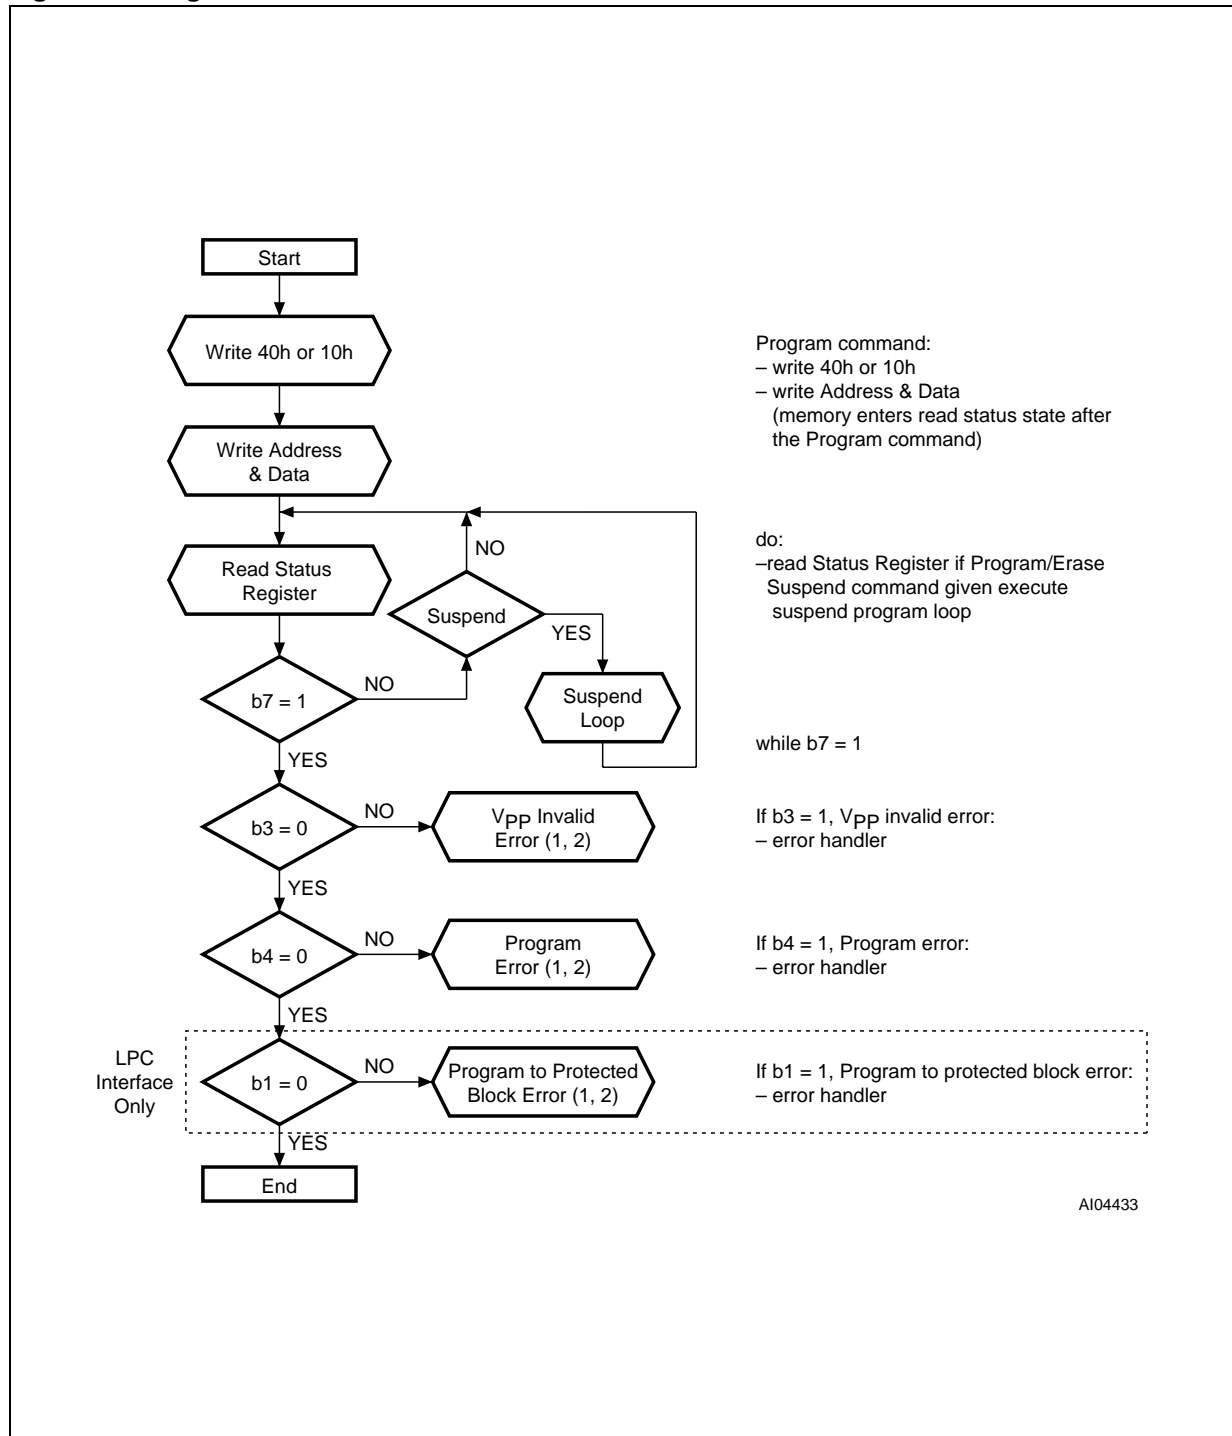 Start
Write 40h or 10h
Program command:
– write 40h or 10h
– write Address & Data
(memory enters read status state after
the Program command)
Write Address
& Data
NO
do:
–read Status Register if Program/Erase
Suspend command given execute
suspend program loop
Read Status
Register
Suspend
YES
NO
b7 = 1
Suspend
Loop
while b7 = 1
YES
b3 = 0
NO
VPP Invalid
Error (1, 2)
If b3 = 1, VPP invalid error:
– error handler
YES
b4 = 0
NO
Program
Error (1, 2)
If b4 = 1, Program error:
– error handler
YES
LPC
Interface
Only
b1 = 0
NO
Program to Protected
Block Error (1, 2)
If b1 = 1, Program to protected block error:
– error handler
YES
End
AI04433